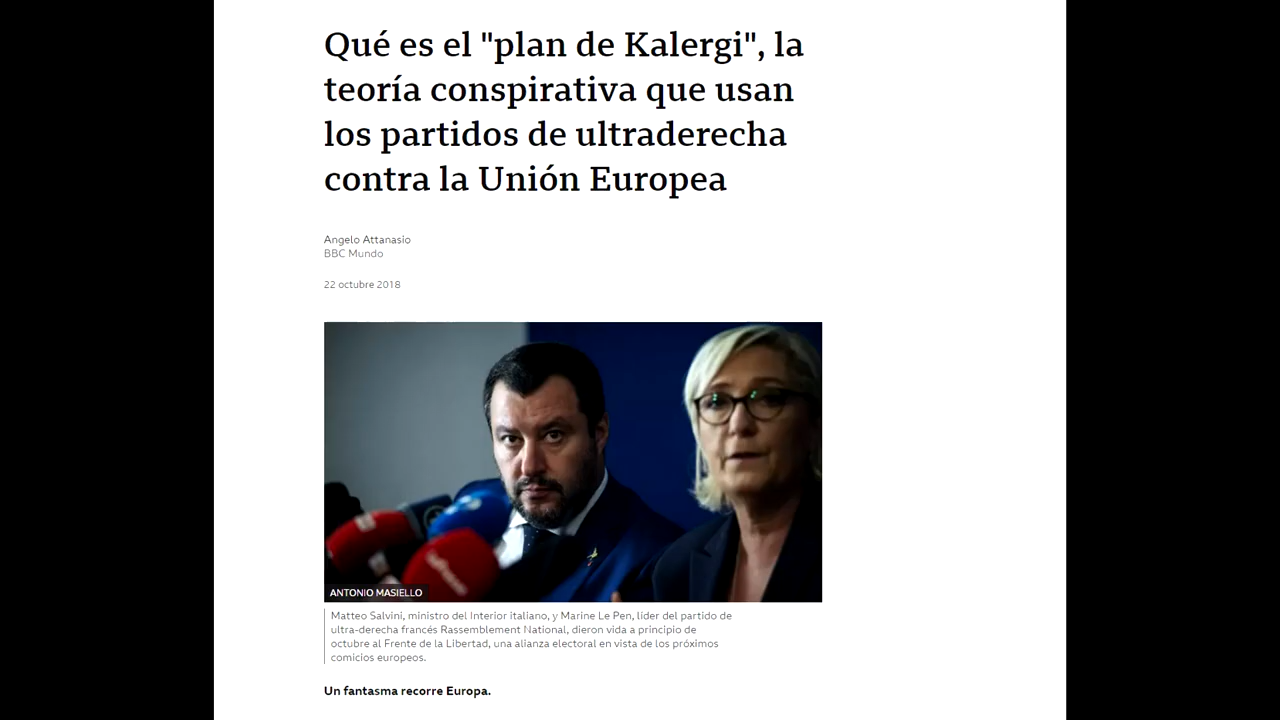 Qué es el "plan de Kalergi", la
teoría conspirativa que usan
los partidos de ultraderecha
contra la Unión Europea
Angelo Attanasio
BBC Mundo
22 octubre 2018
ANTONIO MASIELLO
Matteo Salvini, ministro del Interior italiano, y Marine Le Pen, líder del partido de
ultra-derecha francés Rassemblement National, dieron vida a principio de
octubre al Frente de la Libertad, una alianza electoral en vista de los próximos
comicios europeos.
Un fantasma recorre Europa.